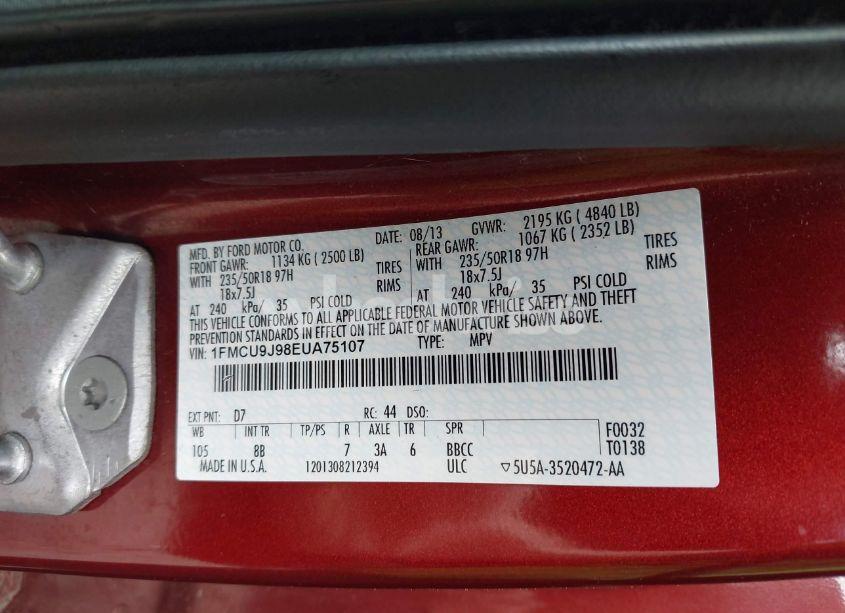 MFD. BY FORD MOTOR CO.
DATE: 08/13 GVWR: 2195 KG ( 4840 LB)
FRONT GAWR: 1134 KG ( 2500 LB)
REAR GAWR: 1067 KG ( 2352 LB)
WITH 235/50R18 97H TIRES
WITH 235/50R18 97H TIRES
18x7.5J RIMS
18x7.5J RIMS
AT 240 kPa/ 35 PSI COLD
AT 240 kPa/ 35 PSI COLD
THIS VEHICLE CONFORMS TO ALL APPLICABLE FEDERAL MOTOR VEHICLE SAFETY AND THEFT
PREVENTION STANDARDS IN EFFECT ON THE DATE OF MANUFACTURE SHOWN ABOVE.
VIN: 1FMCU9J98EUA75107 TYPE: MPV
EXT PNT: D7 RC: 44 DSO:
WB INT TR TP/PS R AXLE TR SPR
F0032
105 8B 7 3A 6 BBCC
T0138
MADE IN U.S.A. 1201308212394 ULC ▽5U5A-3520472-AA